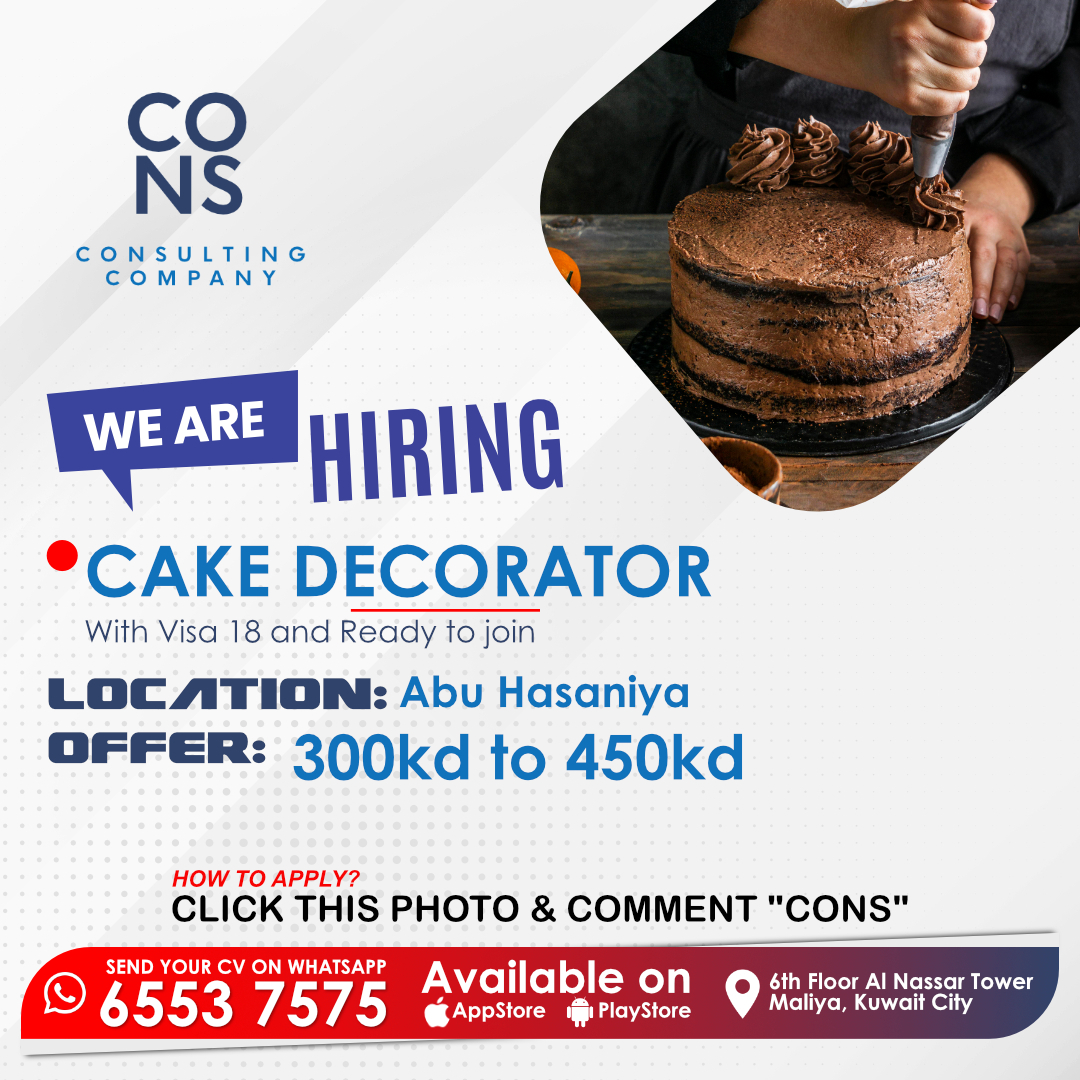 CO
NS
CONSULTING
COMPANY
WE ARE HIRING
CAKE DECORATOR
With Visa 18 and Ready to join
LOCATION: Abu Hasaniya
OFFER: 300kd to 450kd
HOW TO APPLY?
CLICK THIS PHOTO & COMMENT "CONS"
SEND YOUR CV ON WHATSAPP
6553 7575
Available on
AppStore PlayStore
6th Floor Al Nassar Tower
Maliya, Kuwait City